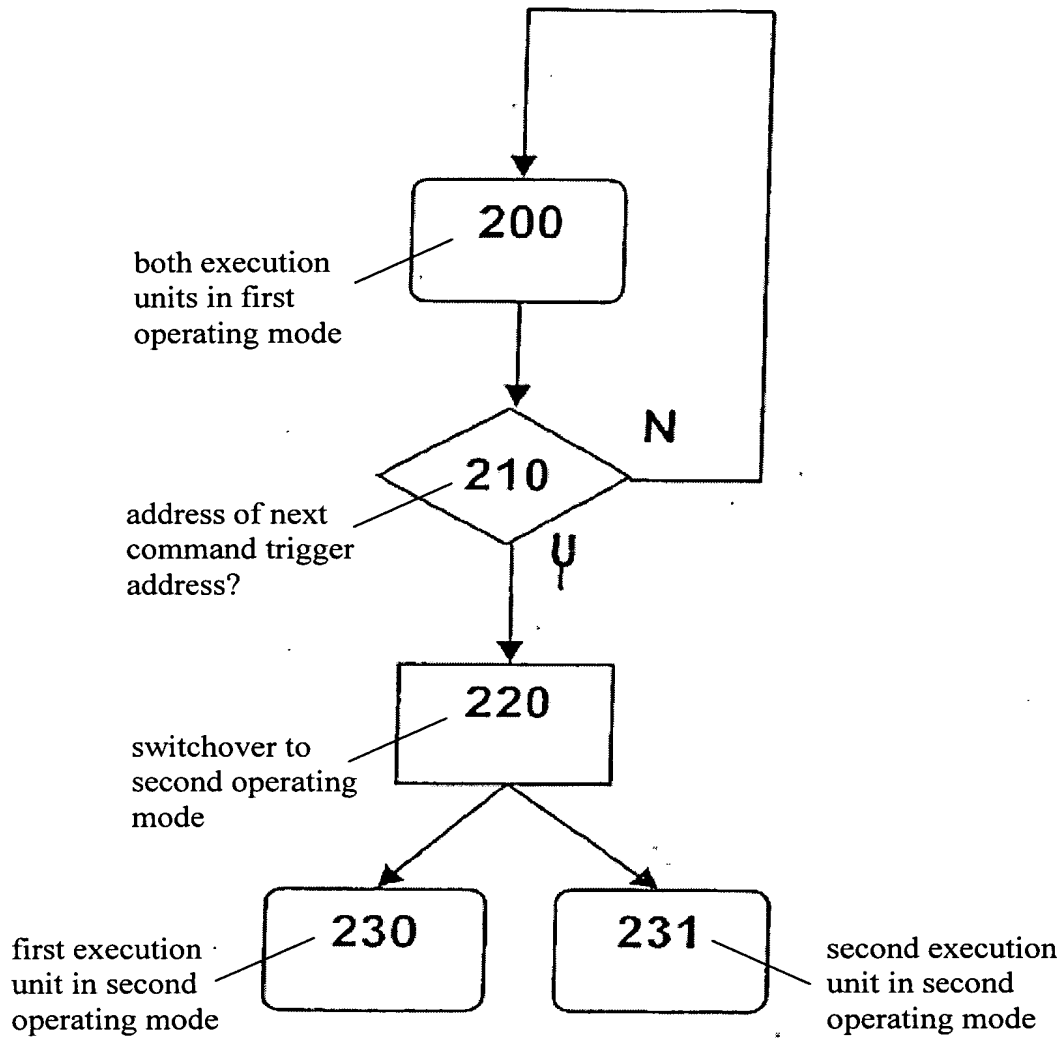 200
both execution
units in first
operating mode
N
210
address of next
command trigger
address?
Y
220
switchover to
second operating
mode
230
231
first execution
unit in second
operating mode
second execution
unit in second
operating mode